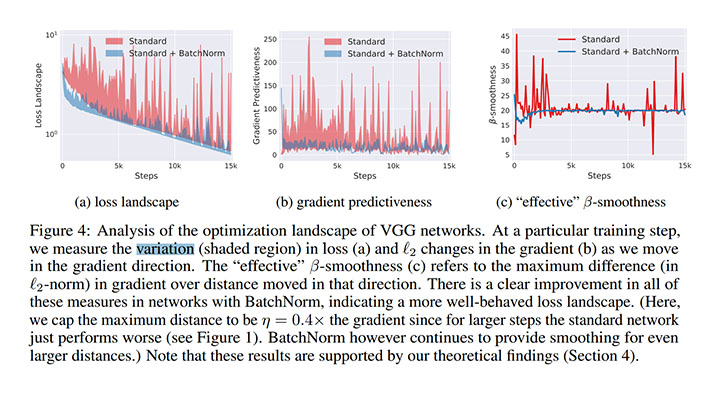 Standard
Standard + BatchNorm
10¹
10⁰
Loss Landscape
0
5k
10k
15k
Steps
(a) loss landscape
Standard
Standard + BatchNorm
250
200
150
100
50
0
Gradient Predictiveness
0
5k
10k
15k
Steps
(b) gradient predictiveness
Standard
Standard + BatchNorm
45
40
35
30
25
20
15
10
5
β-smoothness
0
5k
10k
15k
Steps
(c) “effective” β-smoothness
Figure 4: Analysis of the optimization landscape of VGG networks. At a particular training step,
we measure the variation (shaded region) in loss (a) and ℓ₂ changes in the gradient (b) as we move
in the gradient direction. The “effective” β-smoothness (c) refers to the maximum difference (in
ℓ₂-norm) in gradient over distance moved in that direction. There is a clear improvement in all of
these measures in networks with BatchNorm, indicating a more well-behaved loss landscape. (Here,
we cap the maximum distance to be η = 0.4× the gradient since for larger steps the standard network
just performs worse (see Figure 1). BatchNorm however continues to provide smoothing for even
larger distances.) Note that these results are supported by our theoretical findings (Section 4).